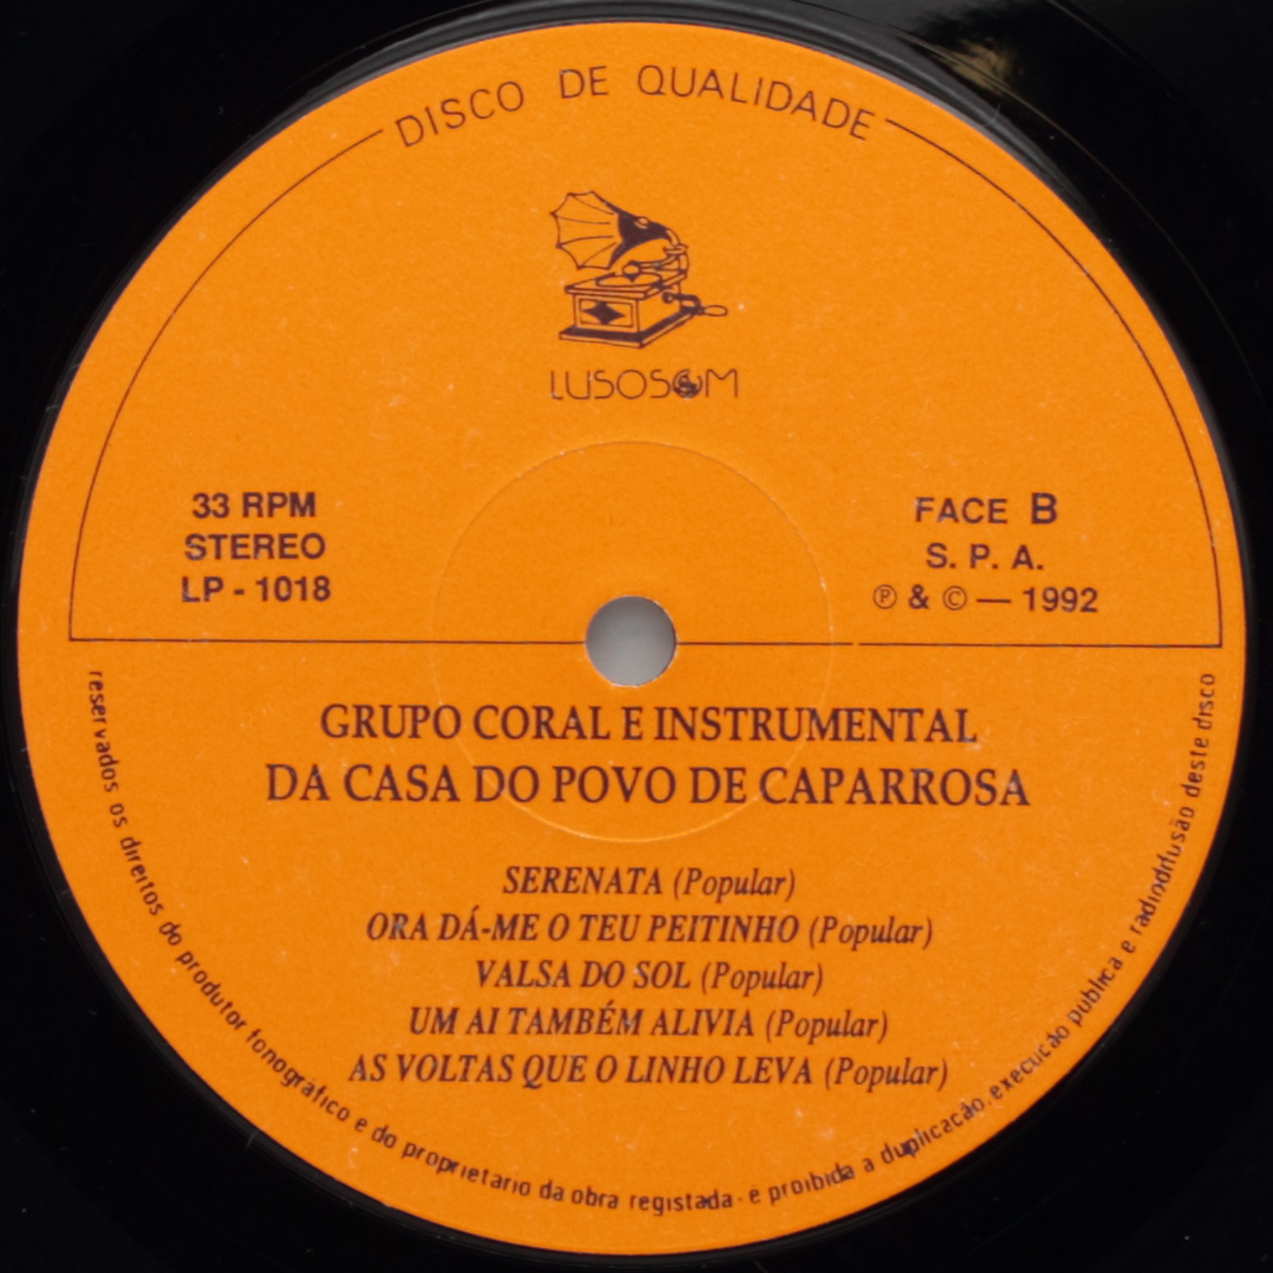 DISCO DE QUALIDADE
LUSOSOM
33 RPM
STEREO
LP - 1018
FACE B
S. P. A.
Ⓟ & © — 1992
GRUPO CORAL E INSTRUMENTAL
DA CASA DO POVO DE CAPARROSA
SERENATA (Popular)
ORA DÁ-ME O TEU PEITINHO (Popular)
VALSA DO SOL (Popular)
UM AI TAMBÉM ALIVIA (Popular)
AS VOLTAS QUE O LINHO LEVA (Popular)
reservados os direitos do produtor fonográfico e do proprietario da obra registada · é proibida a duplicação, execução publica e radiodifusão deste disco